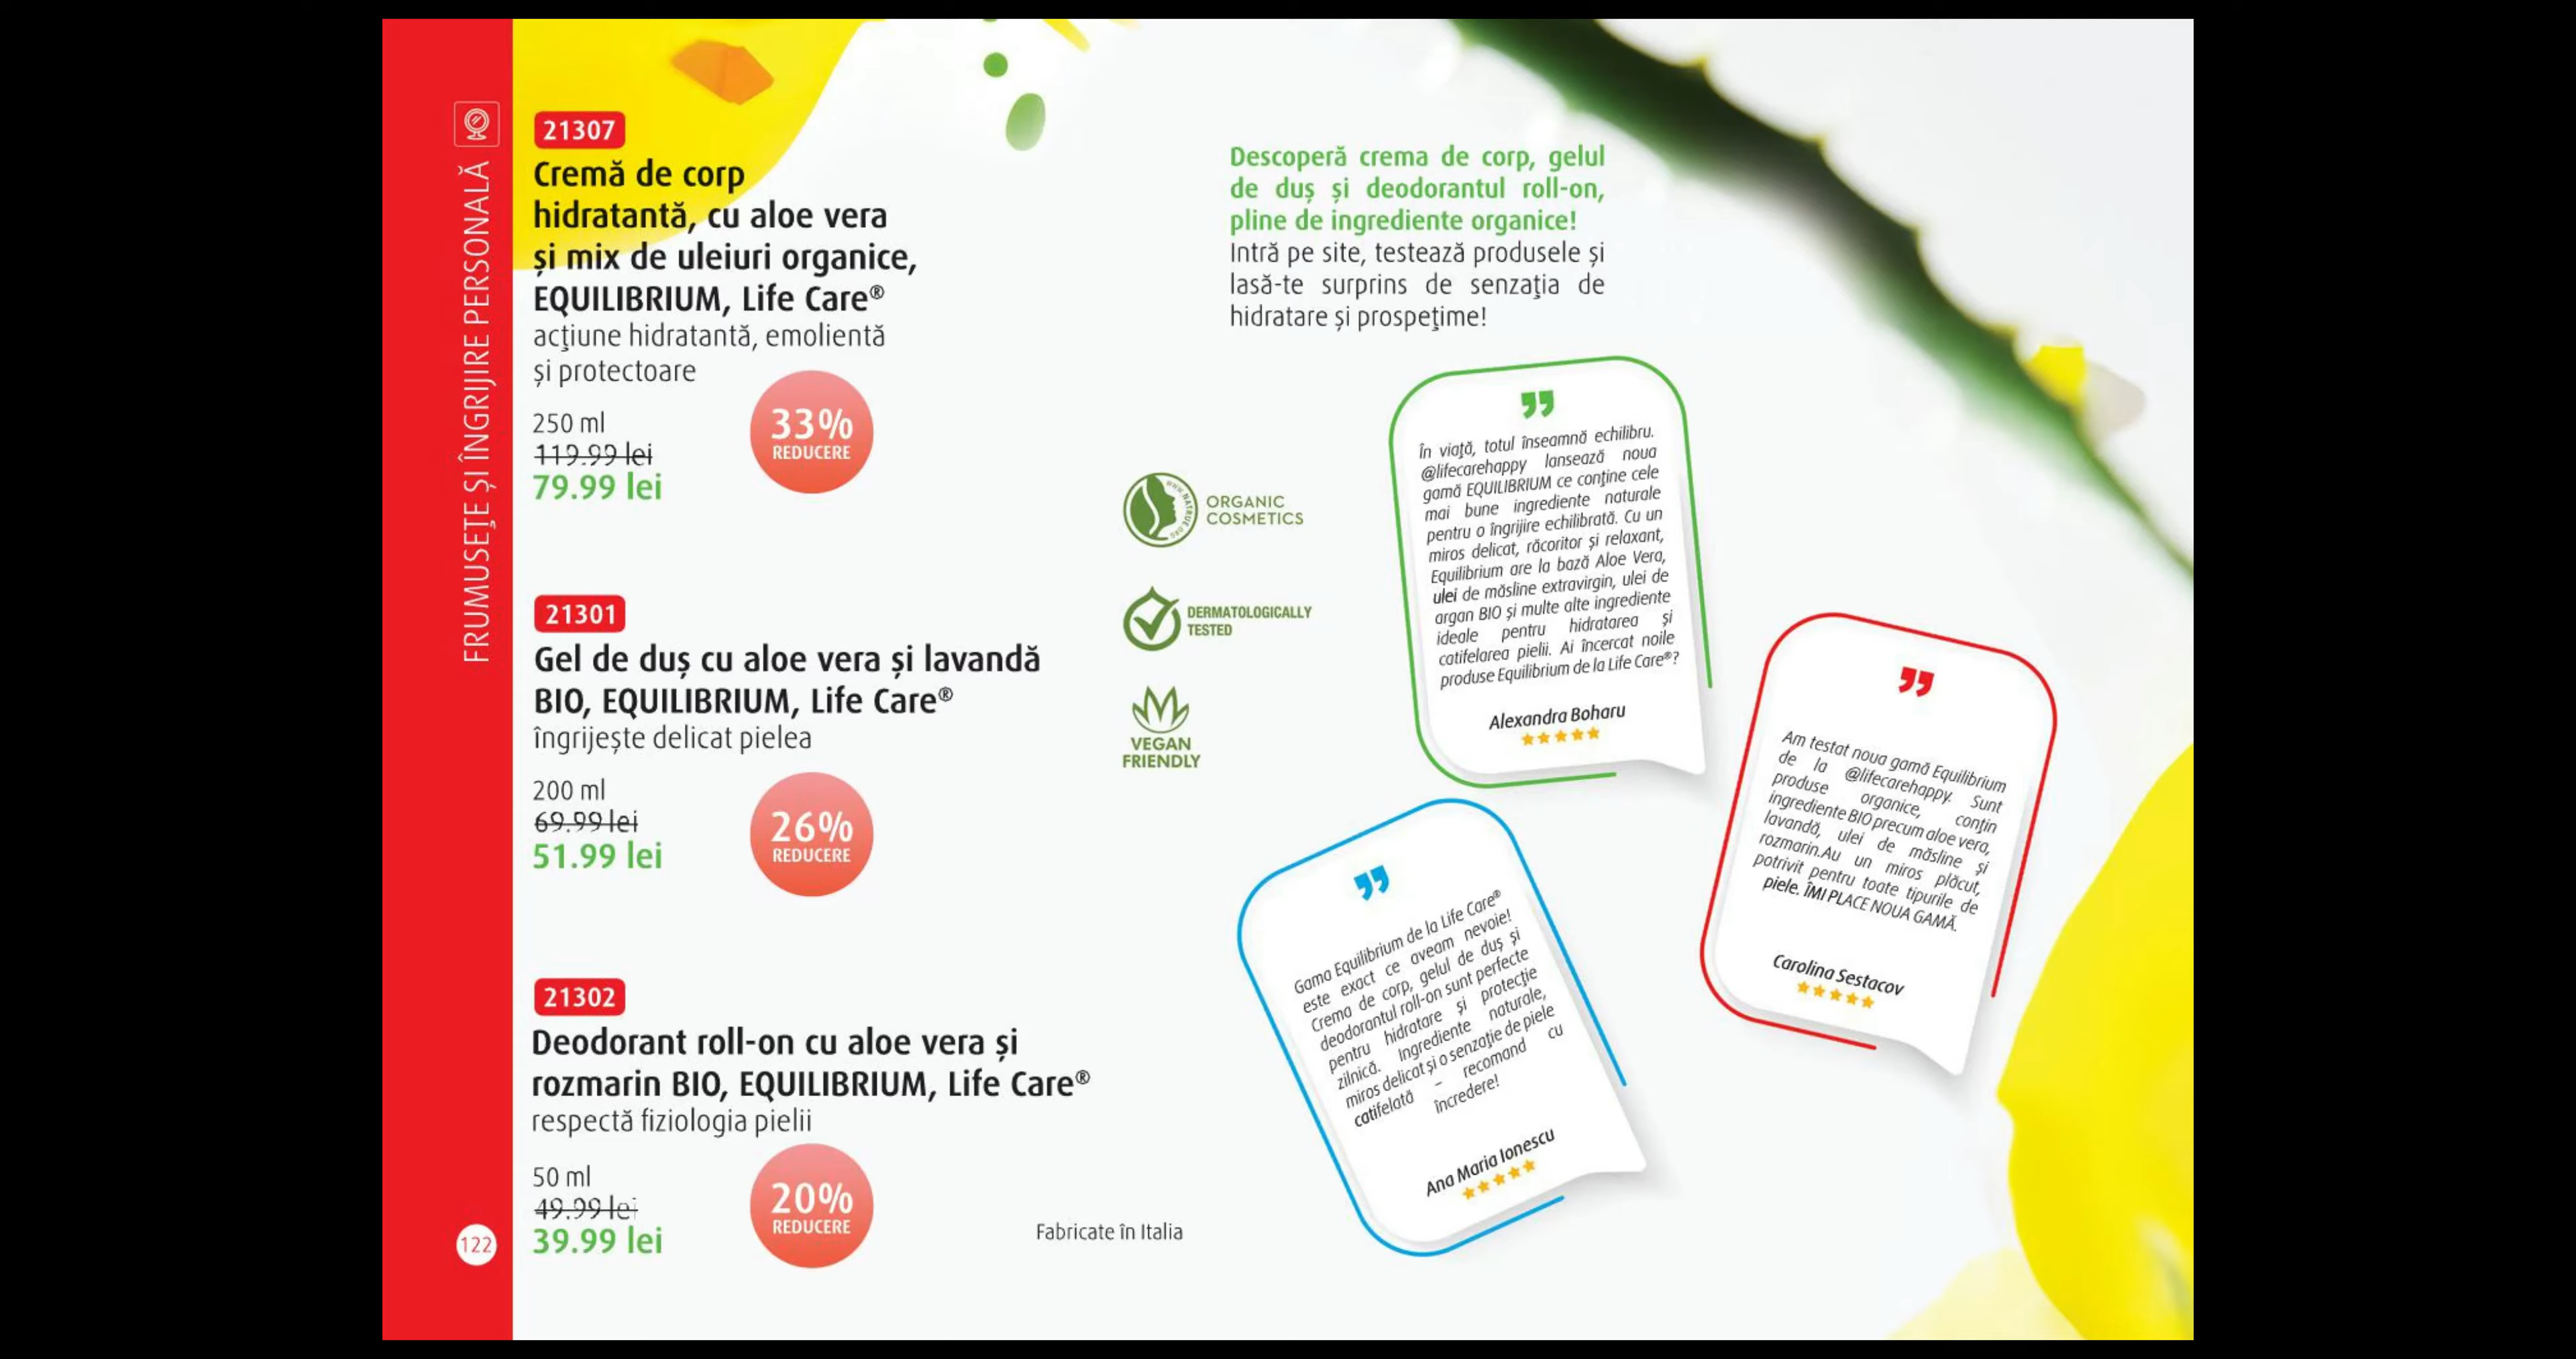 FRUMUSEȚE ȘI ÎNGRIJIRE PERSONALĂ
21307
Cremă de corp
hidratantă, cu aloe vera
și mix de uleiuri organice,
EQUILIBRIUM, Life Care®
acțiune hidratantă, emolientă
și protectoare
250 ml
119.99 lei
79.99 lei
33%
REDUCERE
21301
Gel de duș cu aloe vera și lavandă
BIO, EQUILIBRIUM, Life Care®
îngrijește delicat pielea
200 ml
69.99 lei
51.99 lei
26%
REDUCERE
21302
Deodorant roll-on cu aloe vera și
rozmarin BIO, EQUILIBRIUM, Life Care®
respectă fiziologia pielii
50 ml
49.99 lei
39.99 lei
20%
REDUCERE
122
Fabricate în Italia
Descoperă crema de corp, gelul
de duș și deodorantul roll-on,
pline de ingrediente organice!
Intră pe site, testează produsele și
lasă-te surprins de senzația de
hidratare și prospețime!
www.NATRUE.ORG
ORGANIC
COSMETICS
DERMATOLOGICALLY
TESTED
VEGAN
FRIENDLY
În viață, totul înseamnă echilibru.
@lifecarehappy lansează noua
gamă EQUILIBRIUM ce conține cele
mai bune ingrediente naturale
pentru o îngrijire echilibrată. Cu un
miros delicat, răcoritor și relaxant,
Equilibrium are la bază Aloe Vera,
ulei de măsline extravirgin, ulei de
argan BIO și multe alte ingrediente
ideale pentru hidratarea și
catifelarea pielii. Ai încercat noile
produse Equilibrium de la Life Care®?
Alexandra Boharu
Am testat noua gamă Equilibrium
de la @lifecarehappy. Sunt
produse organice, conțin
ingrediente BIO precum aloe vera,
lavandă, ulei de măsline și
rozmarin.Au un miros plăcut,
potrivit pentru toate tipurile de
piele. ÎMI PLACE NOUA GAMĂ.
Carolina Sestacov
Gama Equilibrium de la Life Care®
este exact ce aveam nevoie!
Crema de corp, gelul de duș și
deodorantul roll-on sunt perfecte
pentru hidratare și protecție
zilnică. Ingrediente naturale,
miros delicat și o senzație de piele
catifelată – recomand cu
încredere!
Ana Maria Ionescu